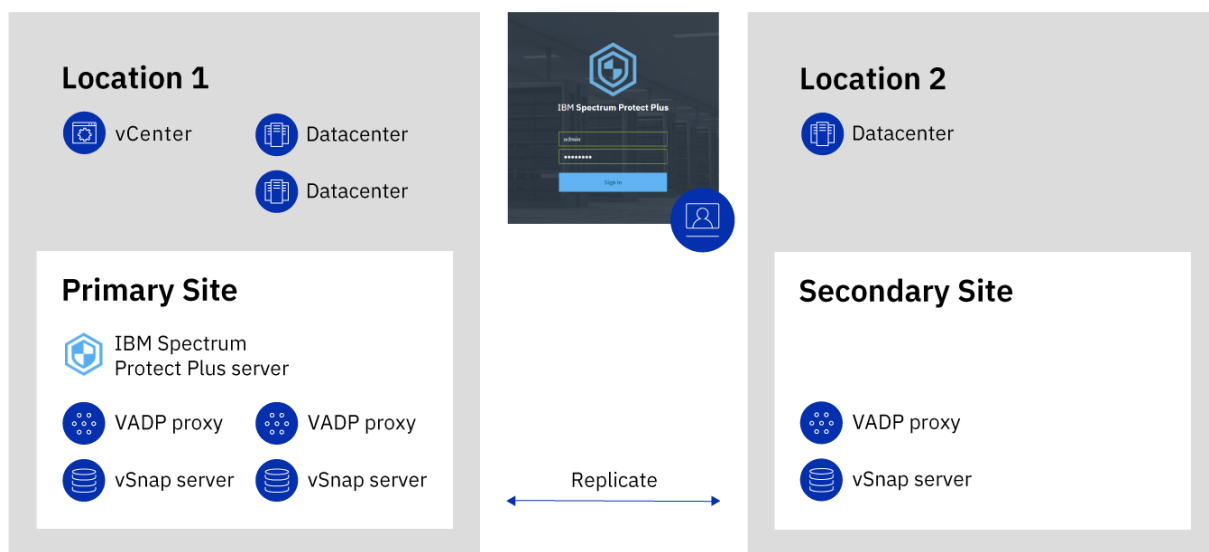 Location 1
vCenter
Datacenter
Datacenter
Primary Site
IBM Spectrum
Protect Plus server
VADP proxy
VADP proxy
vSnap server
vSnap server
IBM Spectrum Protect Plus
admin
Sign In
Replicate
Location 2
Datacenter
Secondary Site
VADP proxy
vSnap server